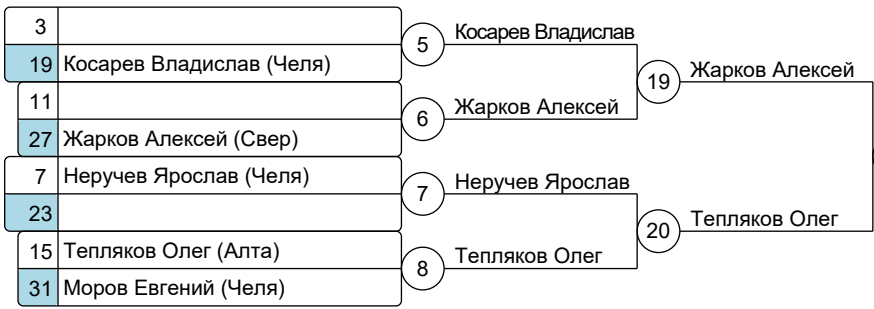 3
19 Косарев Владислав (Челя)
11
27 Жарков Алексей (Свер)
7 Неручев Ярослав (Челя)
23
15 Тепляков Олег (Алта)
31 Моров Евгений (Челя)
5 Косарев Владислав
6 Жарков Алексей
7 Неручев Ярослав
8 Тепляков Олег
19 Жарков Алексей
20 Тепляков Олег